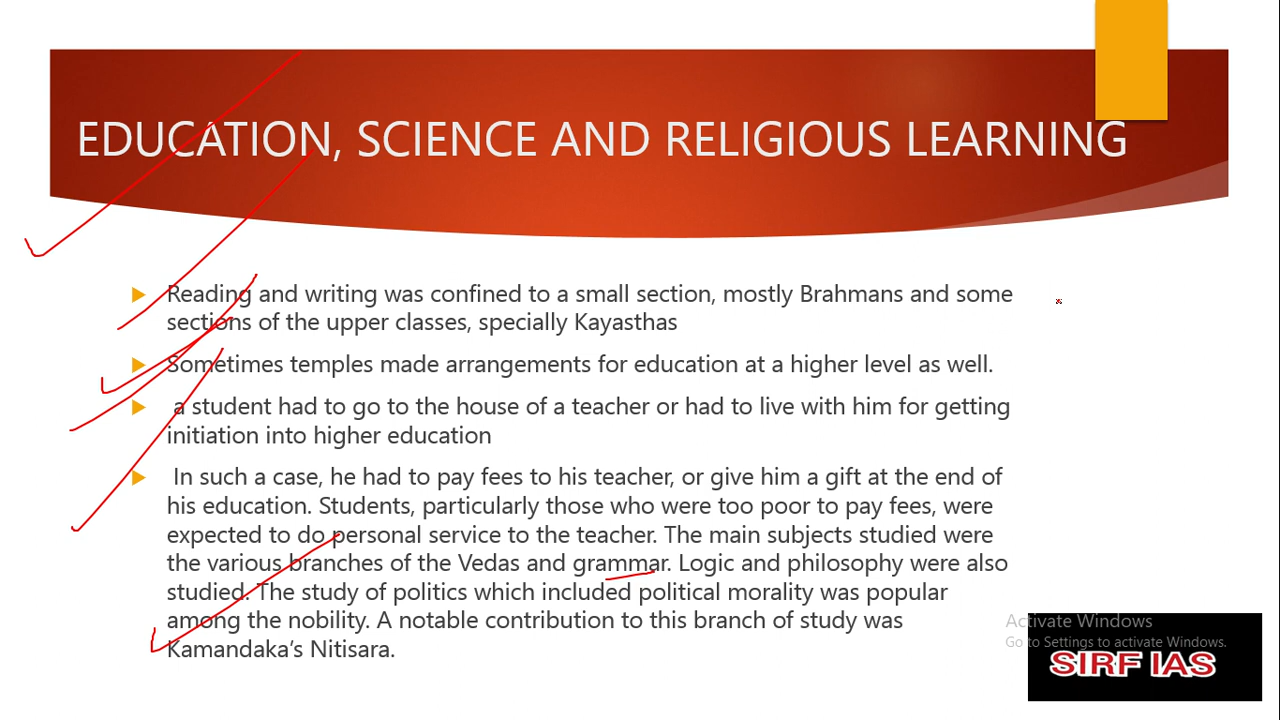 EDUCATION, SCIENCE AND RELIGIOUS LEARNING
Reading and writing was confined to a small section, mostly Brahmans and some
sections of the upper classes, specially Kayasthas
Sometimes temples made arrangements for education at a higher level as well.
a student had to go to the house of a teacher or had to live with him for getting
initiation into higher education
In such a case, he had to pay fees to his teacher, or give him a gift at the end of
his education. Students, particularly those who were too poor to pay fees, were
expected to do personal service to the teacher. The main subjects studied were
the various branches of the Vedas and grammar. Logic and philosophy were also
studied. The study of politics which included political morality was popular
among the nobility. A notable contribution to this branch of study was
Kamandaka’s Nitisara.
Activate Windows
Go to Settings to activate Windows.
SIRF IAS